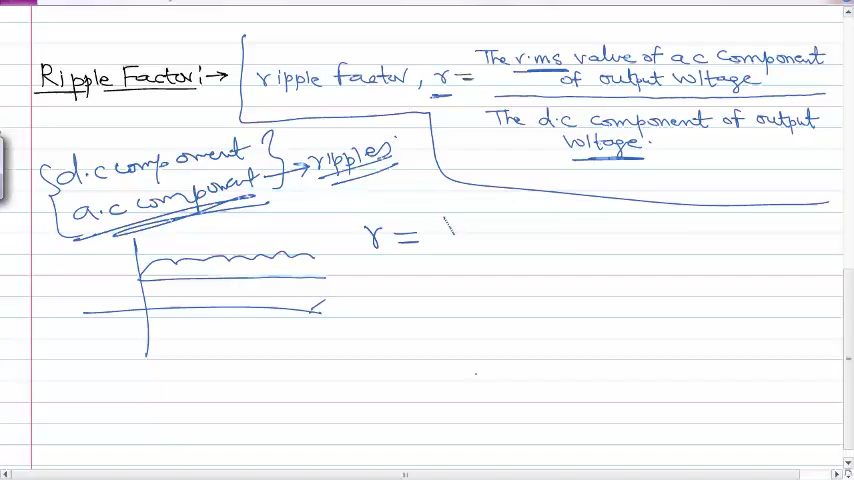 Ripple Factor:→ ripple factor, r = The r.m.s value of a c component
of output voltage
The d.c component of output
voltage.
d.c component
a.c component → ripples
r =